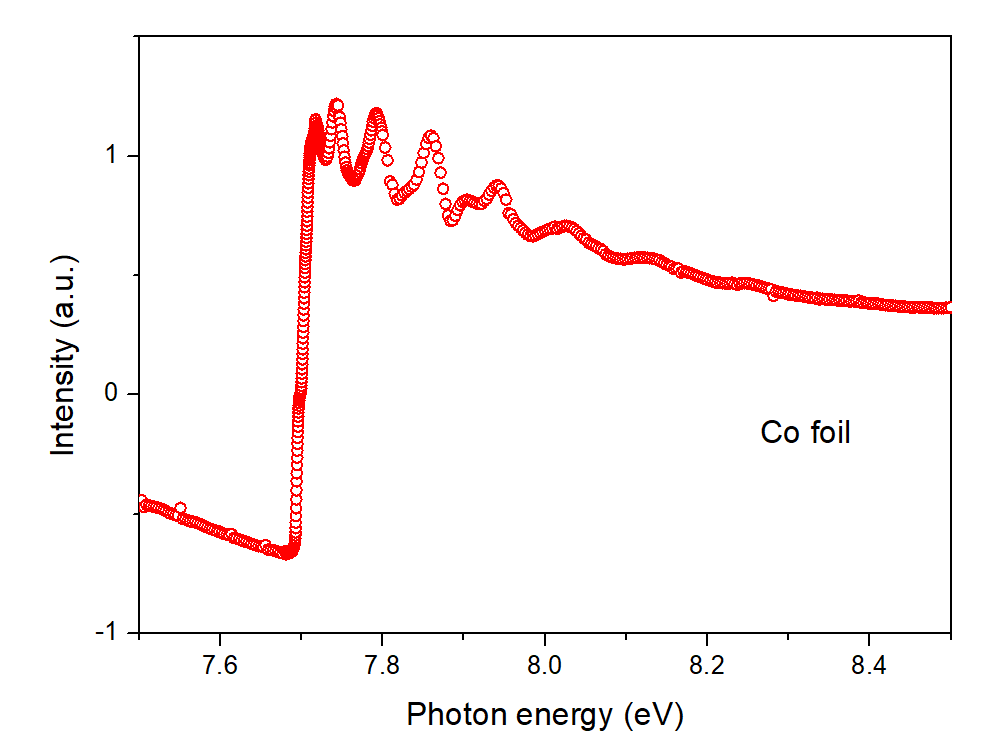 1
0
-1
Intensity (a.u.)
Co foil
7.6 7.8 8.0 8.2 8.4
Photon energy (eV)